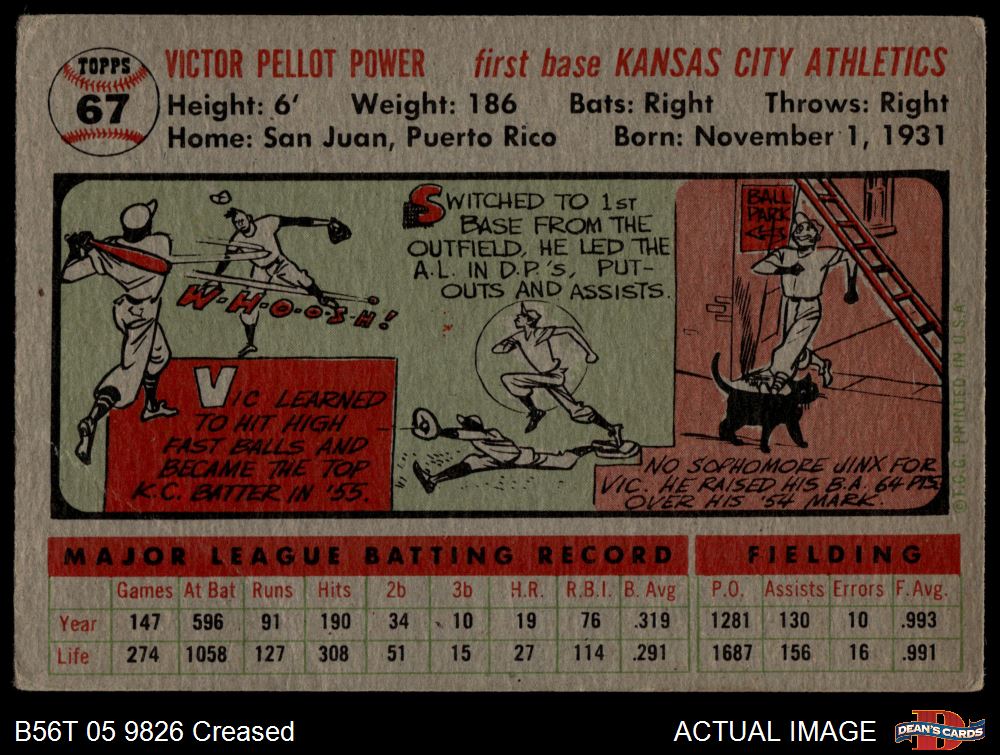 TOPPS
67
VICTOR PELLOT POWER first base KANSAS CITY ATHLETICS
Height: 6' Weight: 186 Bats: Right Throws: Right
Home: San Juan, Puerto Rico Born: November 1, 1931
W-H-O-O-S-H!
VIC LEARNED
TO HIT HIGH
FAST BALLS AND
BECAME THE TOP
K.C. BATTER IN '55.
SWITCHED TO 1ST
BASE FROM THE
OUTFIELD, HE LED THE
A.L. IN D.P.'S, PUT-
OUTS AND ASSISTS.
BALL
PARK
NO SOPHOMORE JINX FOR
VIC. HE RAISED HIS B.A. 64 PTS.
OVER HIS '54 MARK.
© T.C.G. PRINTED IN U.S.A.
MAJOR LEAGUE BATTING RECORD FIELDING
Games At Bat Runs Hits 2b 3b H.R. R.B.I. B. Avg P.O. Assists Errors F. Avg.
Year 147 596 91 190 34 10 19 76 .319 1281 130 10 .993
Life 274 1058 127 308 51 15 27 114 .291 1687 156 16 .991
B56T 05 9826 Creased ACTUAL IMAGE DEAN'S CARDS